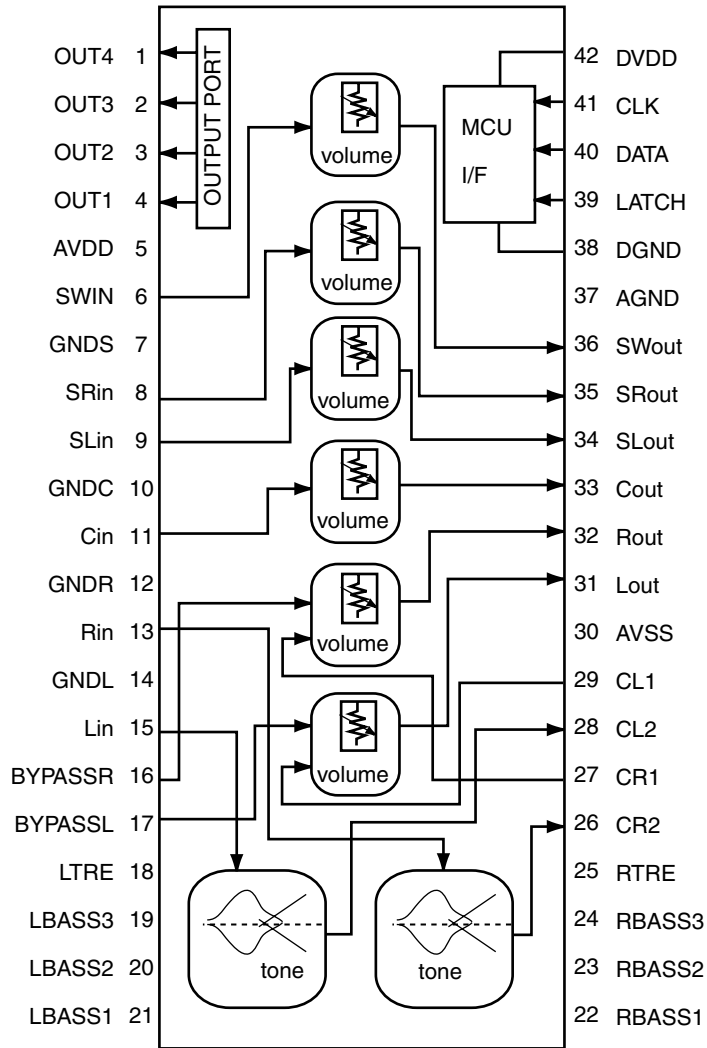 OUT4 1
OUT3 2
OUT2 3
OUT1 4
AVDD 5
SWIN 6
GNDS 7
SRin 8
SLin 9
GNDC 10
Cin 11
GNDR 12
Rin 13
GNDL 14
Lin 15
BYPASSR 16
BYPASSL 17
LTRE 18
LBASS3 19
LBASS2 20
LBASS1 21
OUTPUT PORT
volume
volume
volume
volume
volume
volume
tone
tone
MCU
I/F
42 DVDD
41 CLK
40 DATA
39 LATCH
38 DGND
37 AGND
36 SWout
35 SRout
34 SLout
33 Cout
32 Rout
31 Lout
30 AVSS
29 CL1
28 CL2
27 CR1
26 CR2
25 RTRE
24 RBASS3
23 RBASS2
22 RBASS1